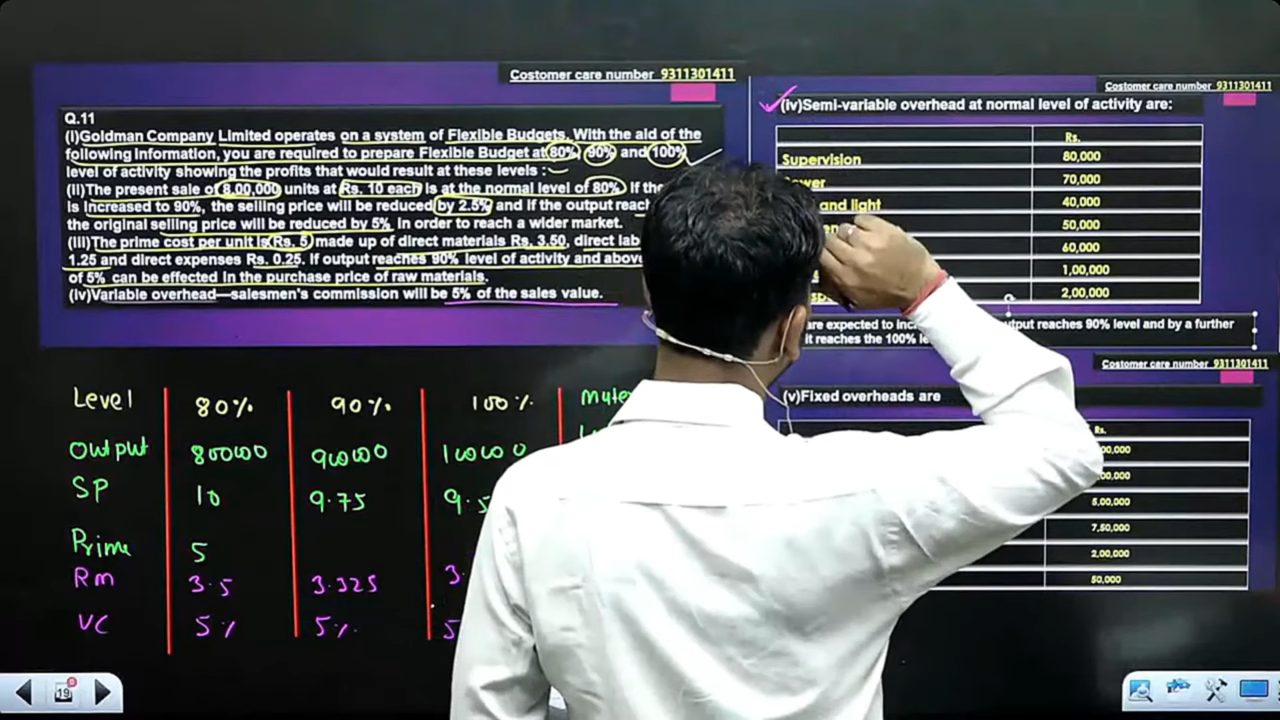 Costomer care number 9311301411
Q.11
(i)Goldman Company Limited operates on a system of Flexible Budgets. With the aid of the
following Information, you are required to prepare Flexible Budget at 80%, 90% and 100%
level of activity showing the profits that would result at these levels :
(ii)The present sale of 8,00,000 units at Rs. 10 each is at the normal level of 80%. If the
is Increased to 90%, the selling price will be reduced by 2.5% and if the output
the original selling price will be reduced by 5% In order to reach a wider market.
(III)The prime cost per unit is Rs. 5 made up of direct materials Rs. 3.50, direct
1.25 and direct expenses Rs. 0.25. If output reaches 90% level of activity and
of 5% can be effected in the purchase price of raw materials.
(iv)Variable overhead—salesmen's commission will be 5% of the sales value.
Costomer care number 9311301411
(iv)Semi-variable overhead at normal level of activity are:
Rs.
Supervision 80,000
70,000
and light 40,000
50,000
60,000
1,00,000
2,00,000
are expected to reaches 90% level and by a further
it reaches the 100%
Costomer care number 9311301411
(v)Fixed overheads are
Rs.
5,00,000
7,50,000
2,00,000
50,000
Level 80% 90% 100%
Output 800000 900000
SP 10 9.75
Prime 5
Rm 3.5 3.325
VC 5% 5%
19